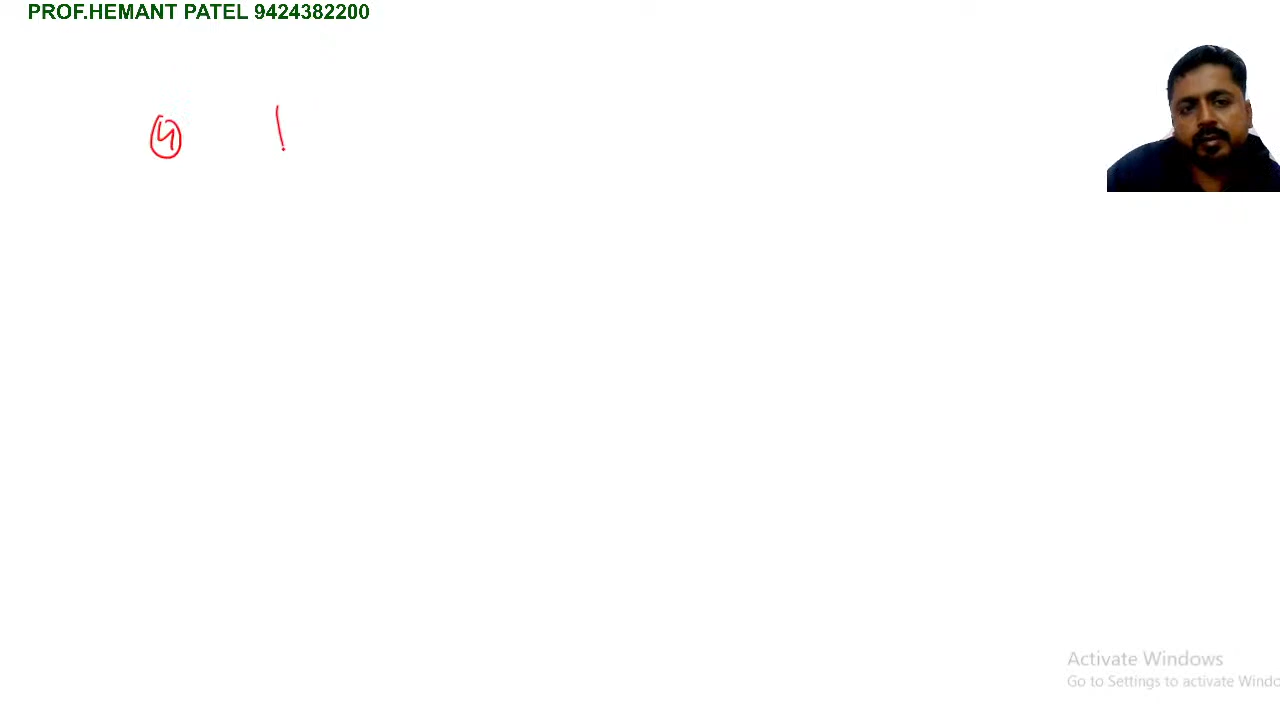 PROF.HEMANT PATEL 9424382200
4
Activate Windows
Go to Settings to activate Windo